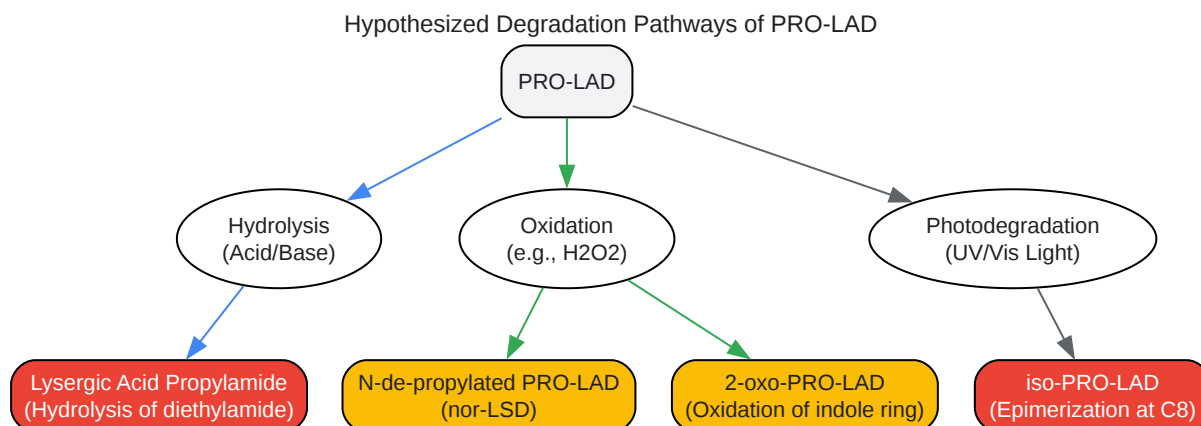 Hypothesized Degradation Pathways of PRO-LAD
PRO-LAD
Hydrolysis
(Acid/Base)
Oxidation
(e.g., H2O2)
Photodegradation
(UV/Vis Light)
Lysergic Acid Propylamide
(Hydrolysis of diethylamide)
N-de-propylated PRO-LAD
(nor-LSD)
2-oxo-PRO-LAD
(Oxidation of indole ring)
iso-PRO-LAD
(Epimerization at C8)